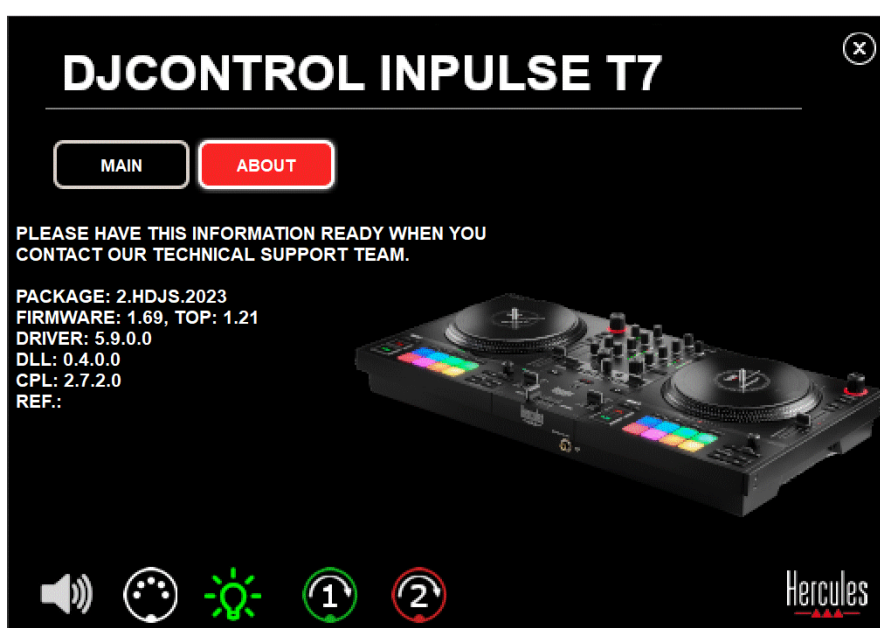 DJCONTROL INPULSE T7
X
MAIN
ABOUT
PLEASE HAVE THIS INFORMATION READY WHEN YOU
CONTACT OUR TECHNICAL SUPPORT TEAM.
PACKAGE: 2.HDJS.2023
FIRMWARE: 1.69, TOP: 1.21
DRIVER: 5.9.0.0
DLL: 0.4.0.0
CPL: 2.7.2.0
REF.:
1
2
Hercules